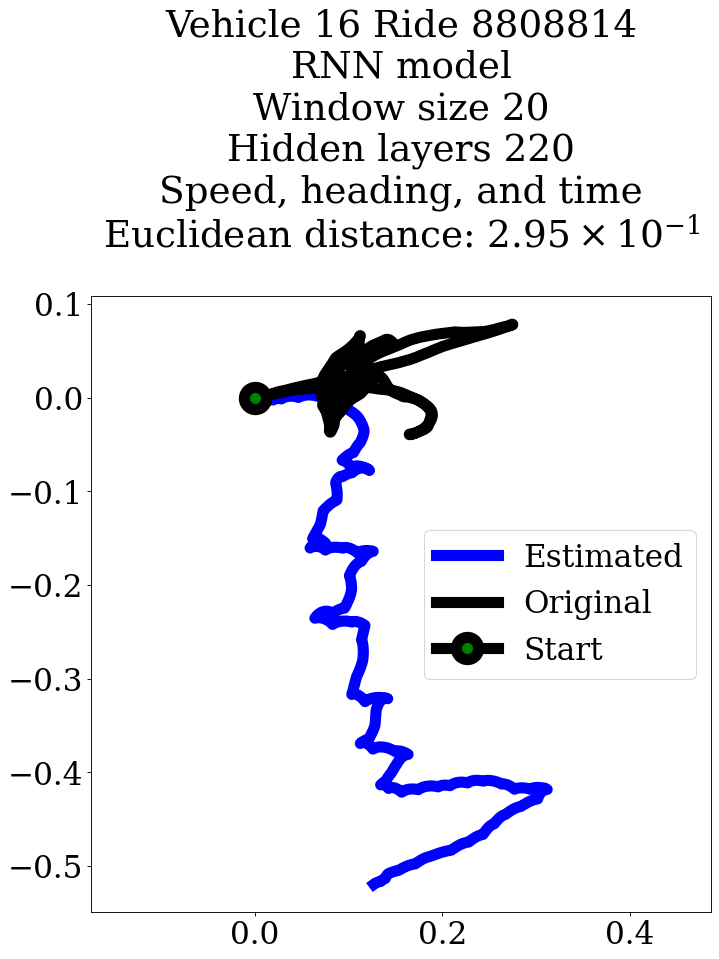 Vehicle 16 Ride 8808814
RNN model
Window size 20
Hidden layers 220
Speed, heading, and time
Euclidean distance: 2.95 × 10⁻¹
0.1
0.0
−0.1
−0.2
−0.3
−0.4
−0.5
Estimated
Original
Start
0.0 0.2 0.4